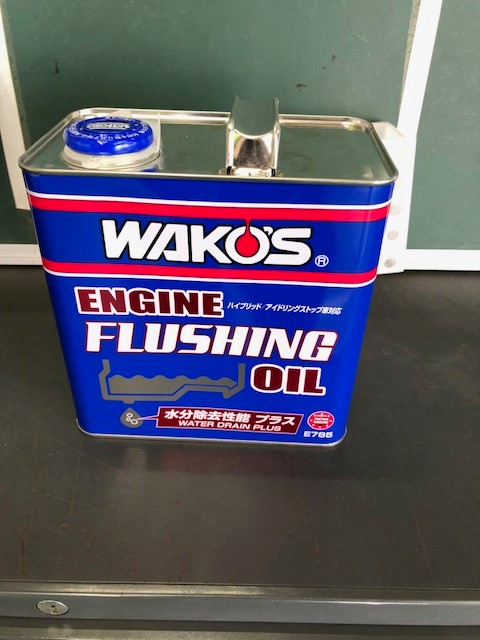 WAKO'S®
ENGINE
ハイブリッド/アイドリングストップ車対応
FLUSHING
OIL
水分除去性能 プラス
WATER DRAIN PLUS
E765